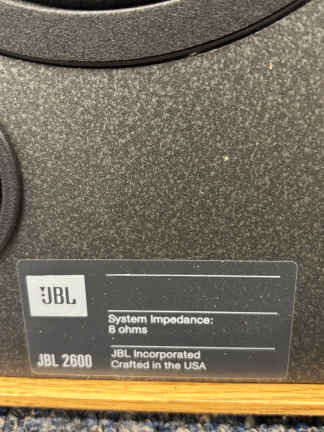 JBL
System Impedance:
8 ohms
JBL 2600
JBL Incorporated
Crafted in the USA